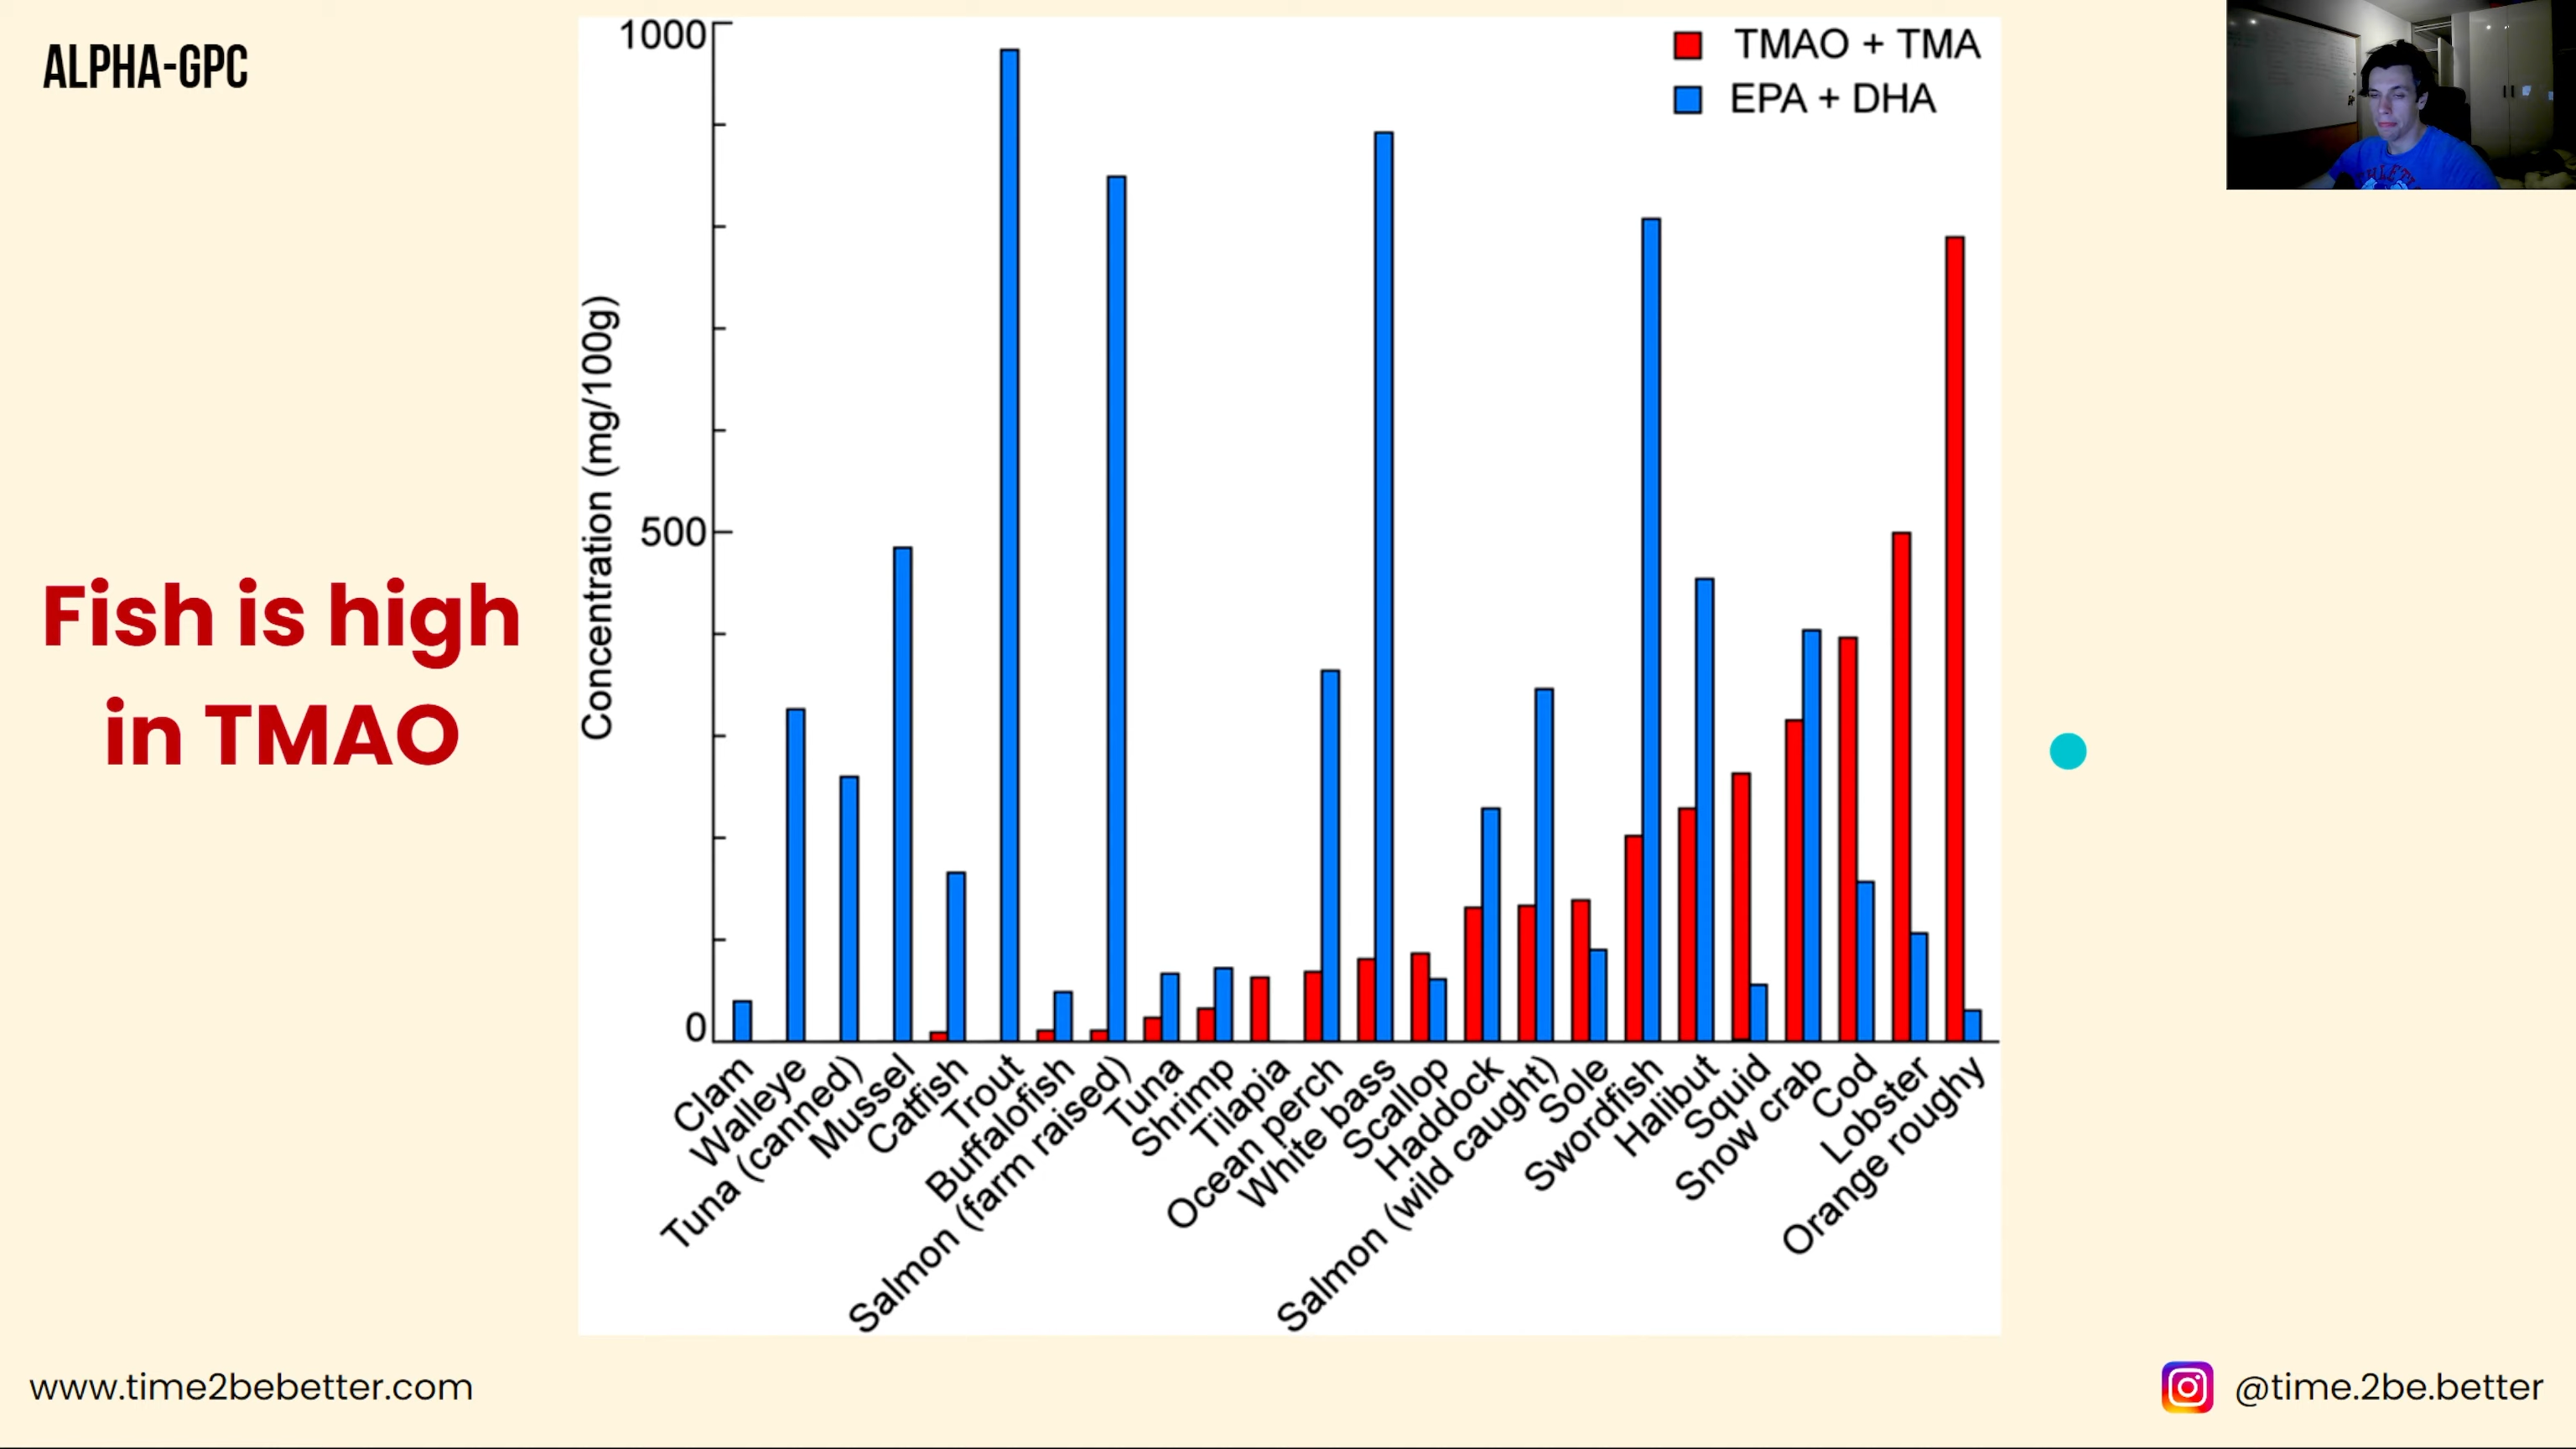 ALPHA-GPC
Fish is high
in TMAO
TMAO + TMA
EPA + DHA
Concentration (mg/100g)
1000
500
0
Clam
Walleye
Tuna (canned)
Mussel
Catfish
Trout
Buffalofish
Salmon (farm raised)
Tuna
Shrimp
Tilapia
Ocean perch
White bass
Scallop
Haddock
Salmon (wild caught)
Sole
Swordfish
Halibut
Squid
Snow crab
Cod
Lobster
Orange roughy
www.time2bebetter.com
@time.2be.better